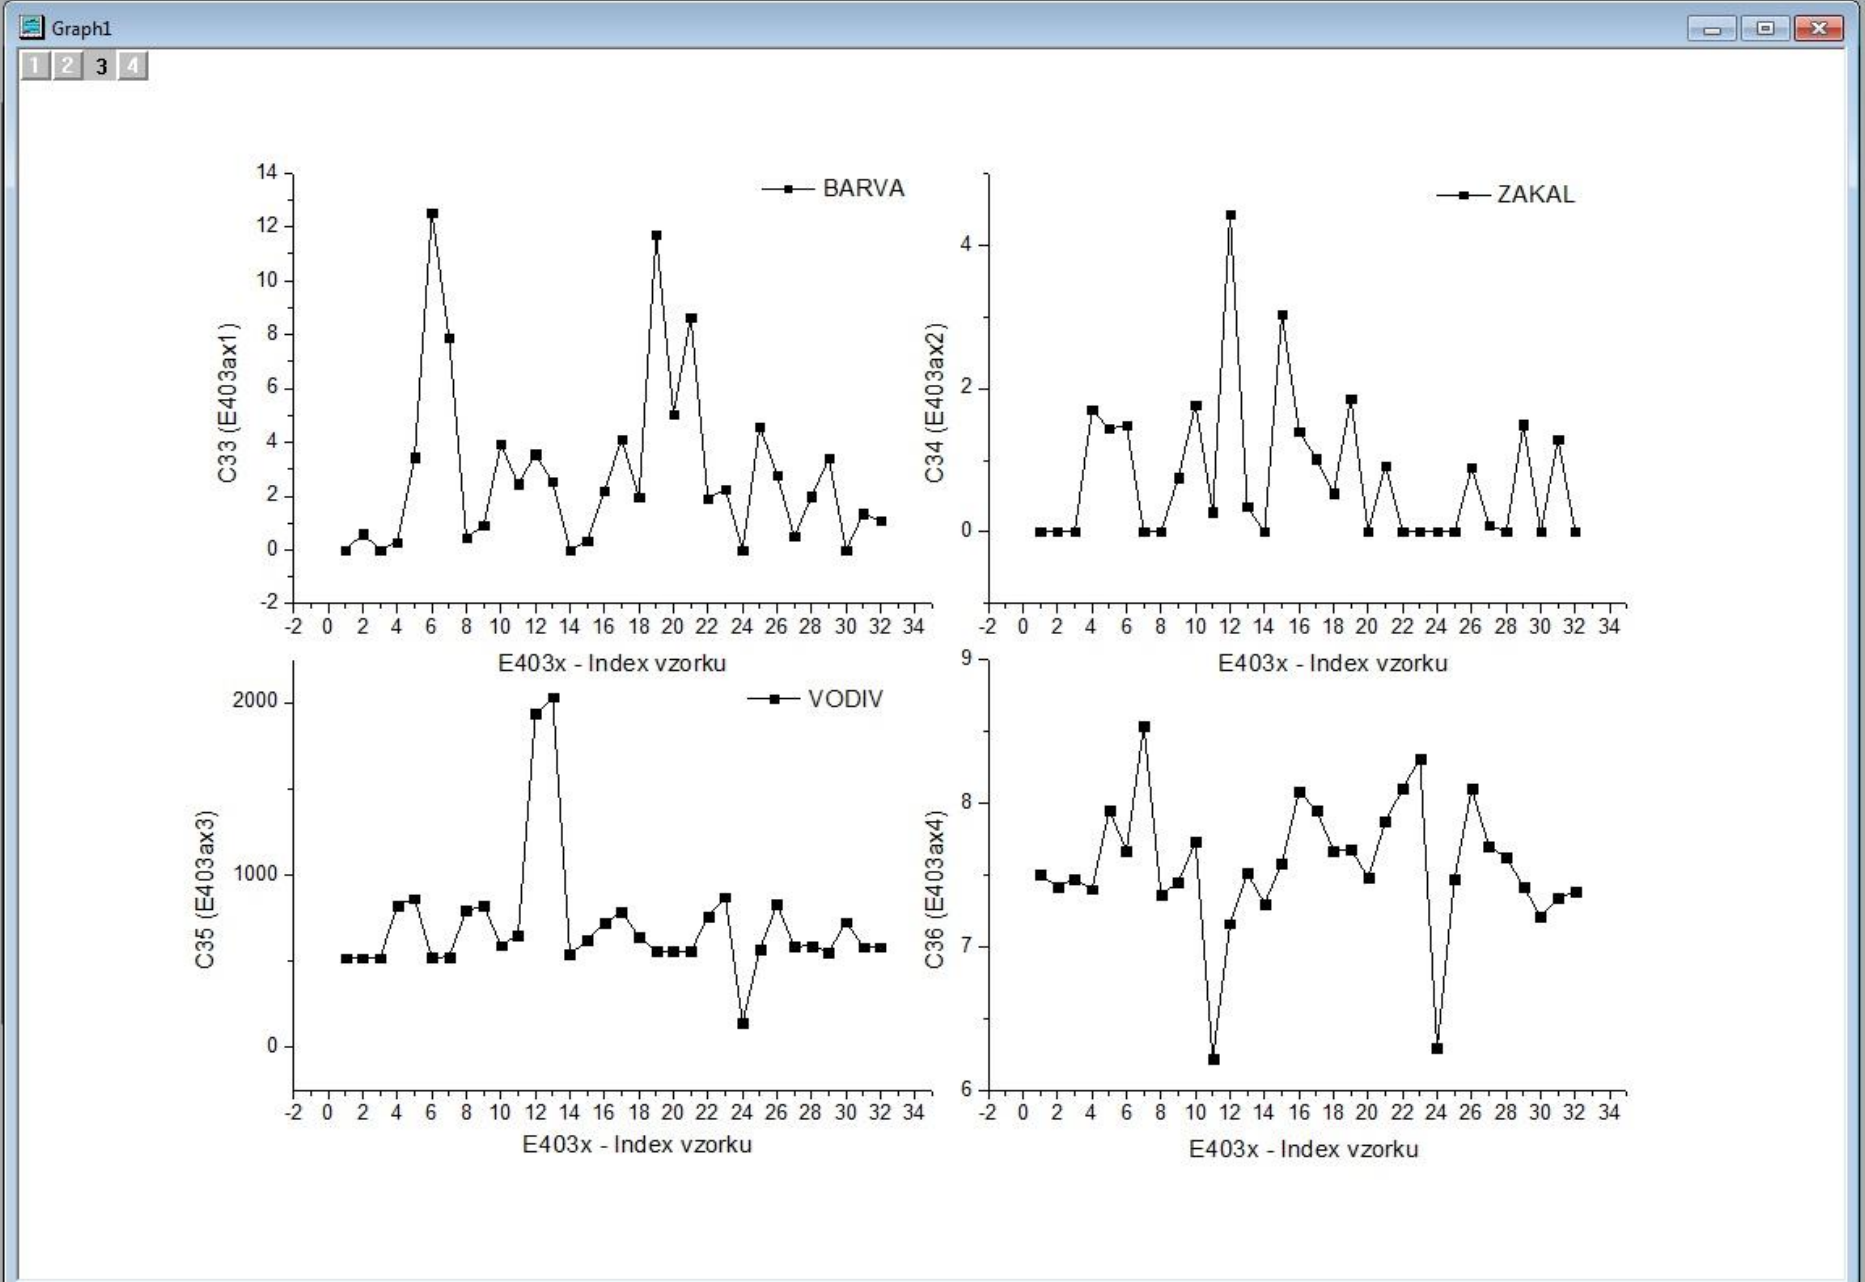 Graph1
1 2 3 4
14
12
10
8
6
4
2
0
-2
C33 (E403ax1)
BARVA
-2 0 2 4 6 8 10 12 14 16 18 20 22 24 26 28 30 32 34
E403x - Index vzorku
4
2
0
C34 (E403ax2)
ZAKAL
-2 0 2 4 6 8 10 12 14 16 18 20 22 24 26 28 30 32 34
E403x - Index vzorku
2000
1000
0
C35 (E403ax3)
VODIV
-2 0 2 4 6 8 10 12 14 16 18 20 22 24 26 28 30 32 34
E403x - Index vzorku
9
8
7
6
C36 (E403ax4)
-2 0 2 4 6 8 10 12 14 16 18 20 22 24 26 28 30 32 34
E403x - Index vzorku